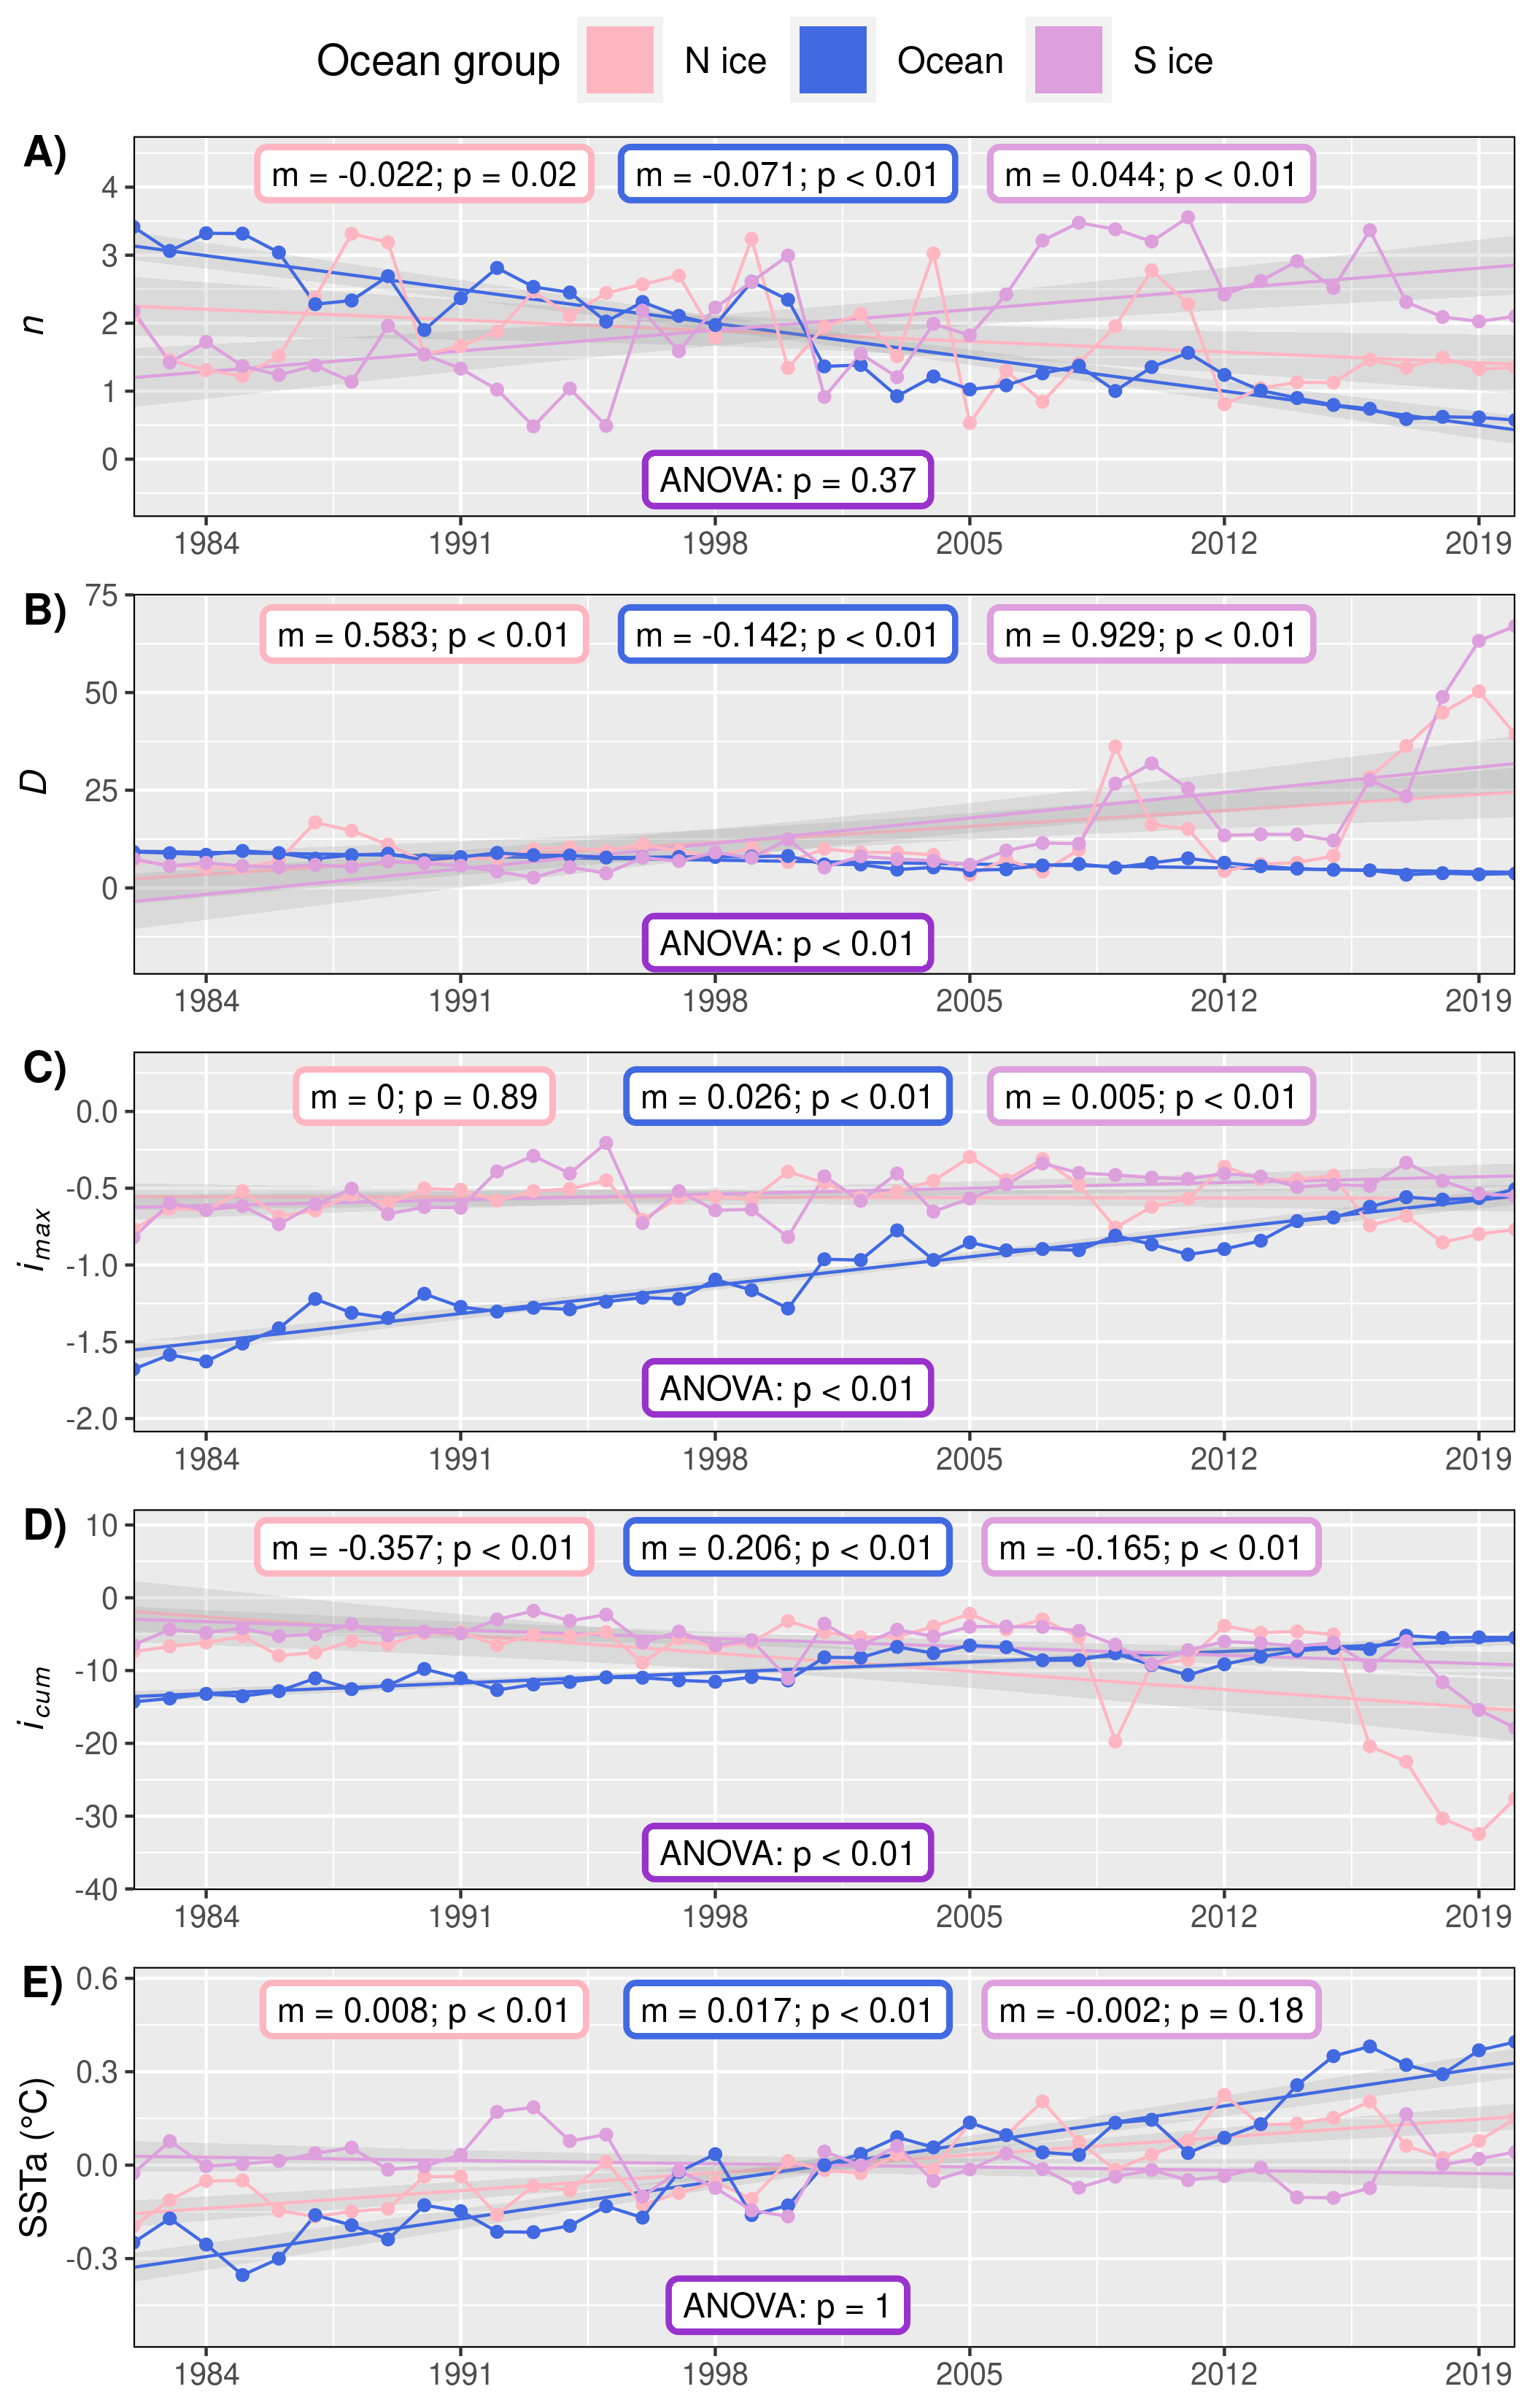 Ocean group N ice Ocean S ice
A)
m = -0.022; p = 0.02 m = -0.071; p < 0.01 m = 0.044; p < 0.01
4
3
2
1
0
n
ANOVA: p = 0.37
1984 1991 1998 2005 2012 2019
B)
m = 0.583; p < 0.01 m = -0.142; p < 0.01 m = 0.929; p < 0.01
75
50
25
0
D
ANOVA: p < 0.01
1984 1991 1998 2005 2012 2019
C)
m = 0; p = 0.89 m = 0.026; p < 0.01 m = 0.005; p < 0.01
0.0
-0.5
-1.0
-1.5
-2.0
i max
ANOVA: p < 0.01
1984 1991 1998 2005 2012 2019
D)
m = -0.357; p < 0.01 m = 0.206; p < 0.01 m = -0.165; p < 0.01
10
0
-10
-20
-30
-40
i cum
ANOVA: p < 0.01
1984 1991 1998 2005 2012 2019
E)
m = 0.008; p < 0.01 m = 0.017; p < 0.01 m = -0.002; p = 0.18
0.6
0.3
0.0
-0.3
SSTa (°C)
ANOVA: p = 1
1984 1991 1998 2005 2012 2019